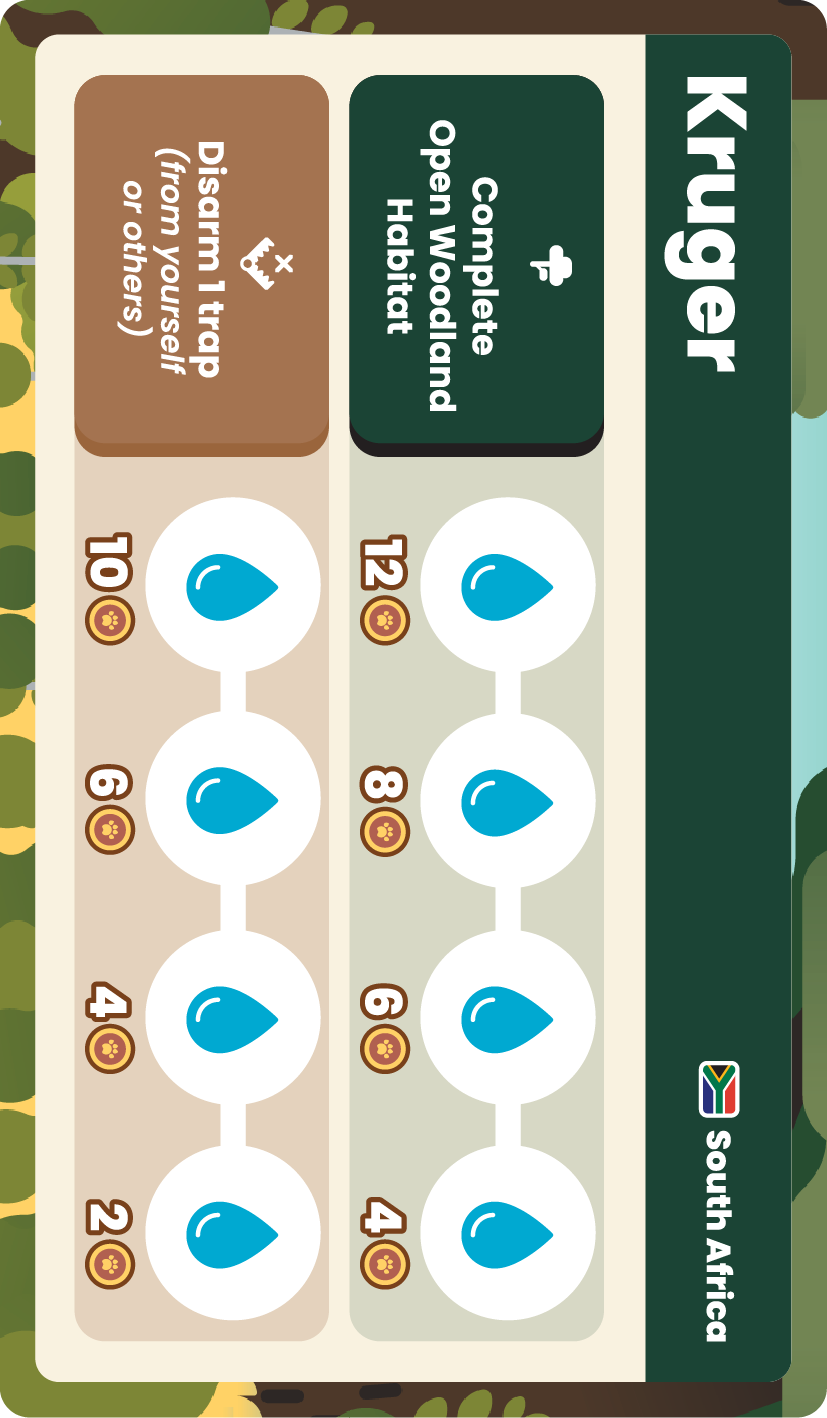 Kruger
South Africa
Complete
Open Woodland
Habitat
12
8
6
4
Disarm 1 trap
(from yourself
or others)
10
6
4
2